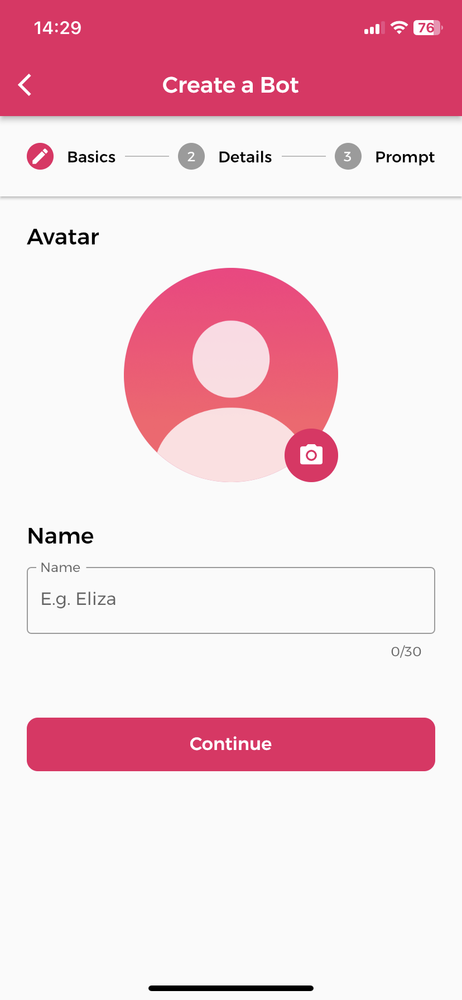 14:29
76
Create a Bot
Basics
2
Details
3
Prompt
Avatar
Name
Name
E.g. Eliza
0/30
Continue